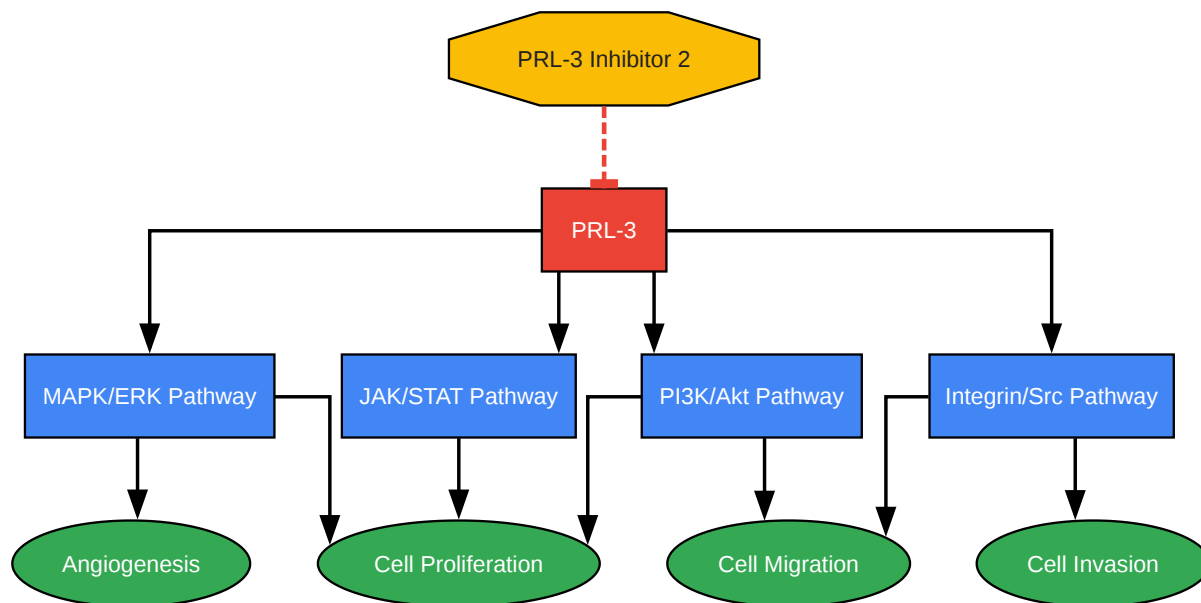 PRL-3 Inhibitor 2
PRL-3
MAPK/ERK Pathway
JAK/STAT Pathway
PI3K/Akt Pathway
Integrin/Src Pathway
Angiogenesis
Cell Proliferation
Cell Migration
Cell Invasion